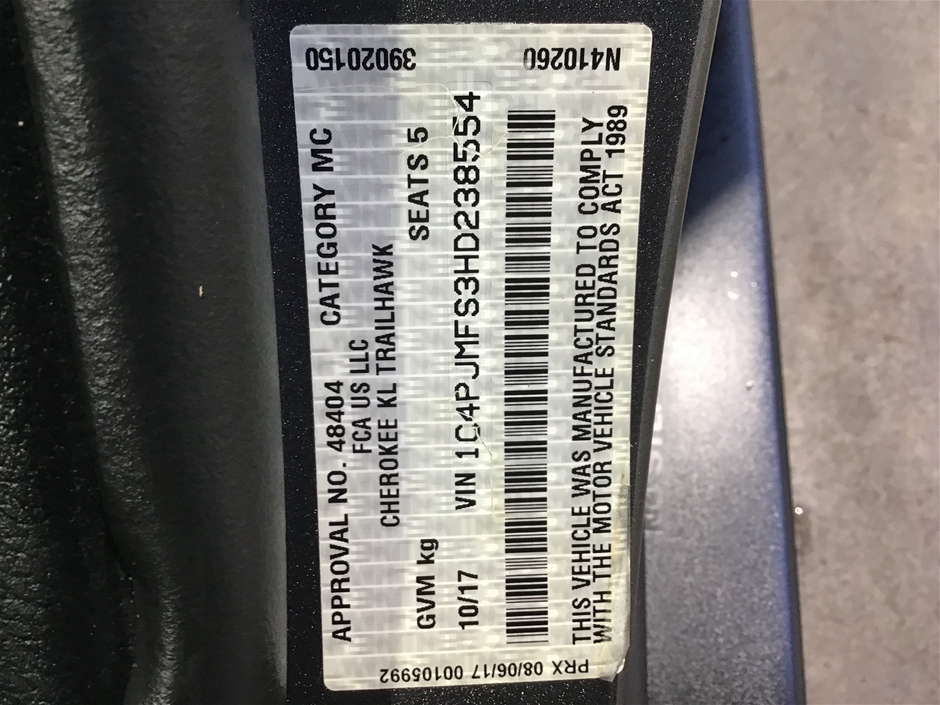 39020150
N410260
APPROVAL NO. 48404 CATEGORY MC
FCA US LLC
CHEROKEE KL TRAILHAWK
GVM kg SEATS 5
10/17 VIN 1C4PJMFS3HD238554
THIS VEHICLE WAS MANUFACTURED TO COMPLY
WITH THE MOTOR VEHICLE STANDARDS ACT 1989
PRX 08/06/17 00105992